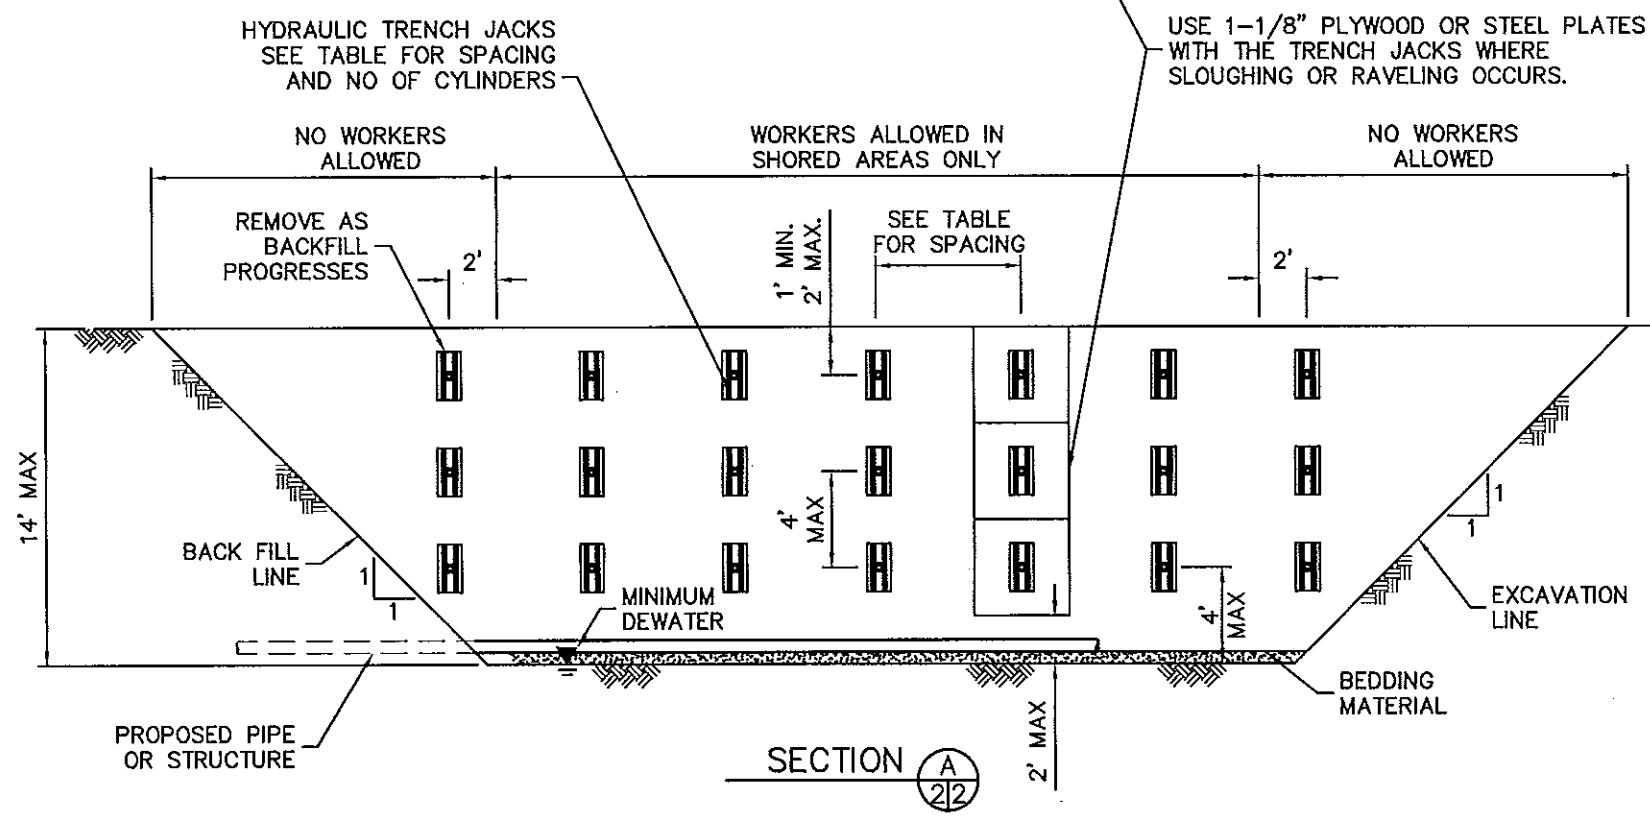 HYDRAULIC TRENCH JACKS
SEE TABLE FOR SPACING
AND NO OF CYLINDERS
USE 1-1/8" PLYWOOD OR STEEL PLATES
WITH THE TRENCH JACKS WHERE
SLOUGHING OR RAVELING OCCURS.
NO WORKERS
ALLOWED
WORKERS ALLOWED IN
SHORED AREAS ONLY
NO WORKERS
ALLOWED
REMOVE AS
BACKFILL
PROGRESSES
2'
1' MIN.
2' MAX.
SEE TABLE
FOR SPACING
2'
14' MAX
4'
MAX
1
1
BACK FILL
LINE
1
1
MINIMUM
DEWATER
4'
MAX
EXCAVATION
LINE
PROPOSED PIPE
OR STRUCTURE
BEDDING
MATERIAL
2' MAX
SECTION
A
2|2